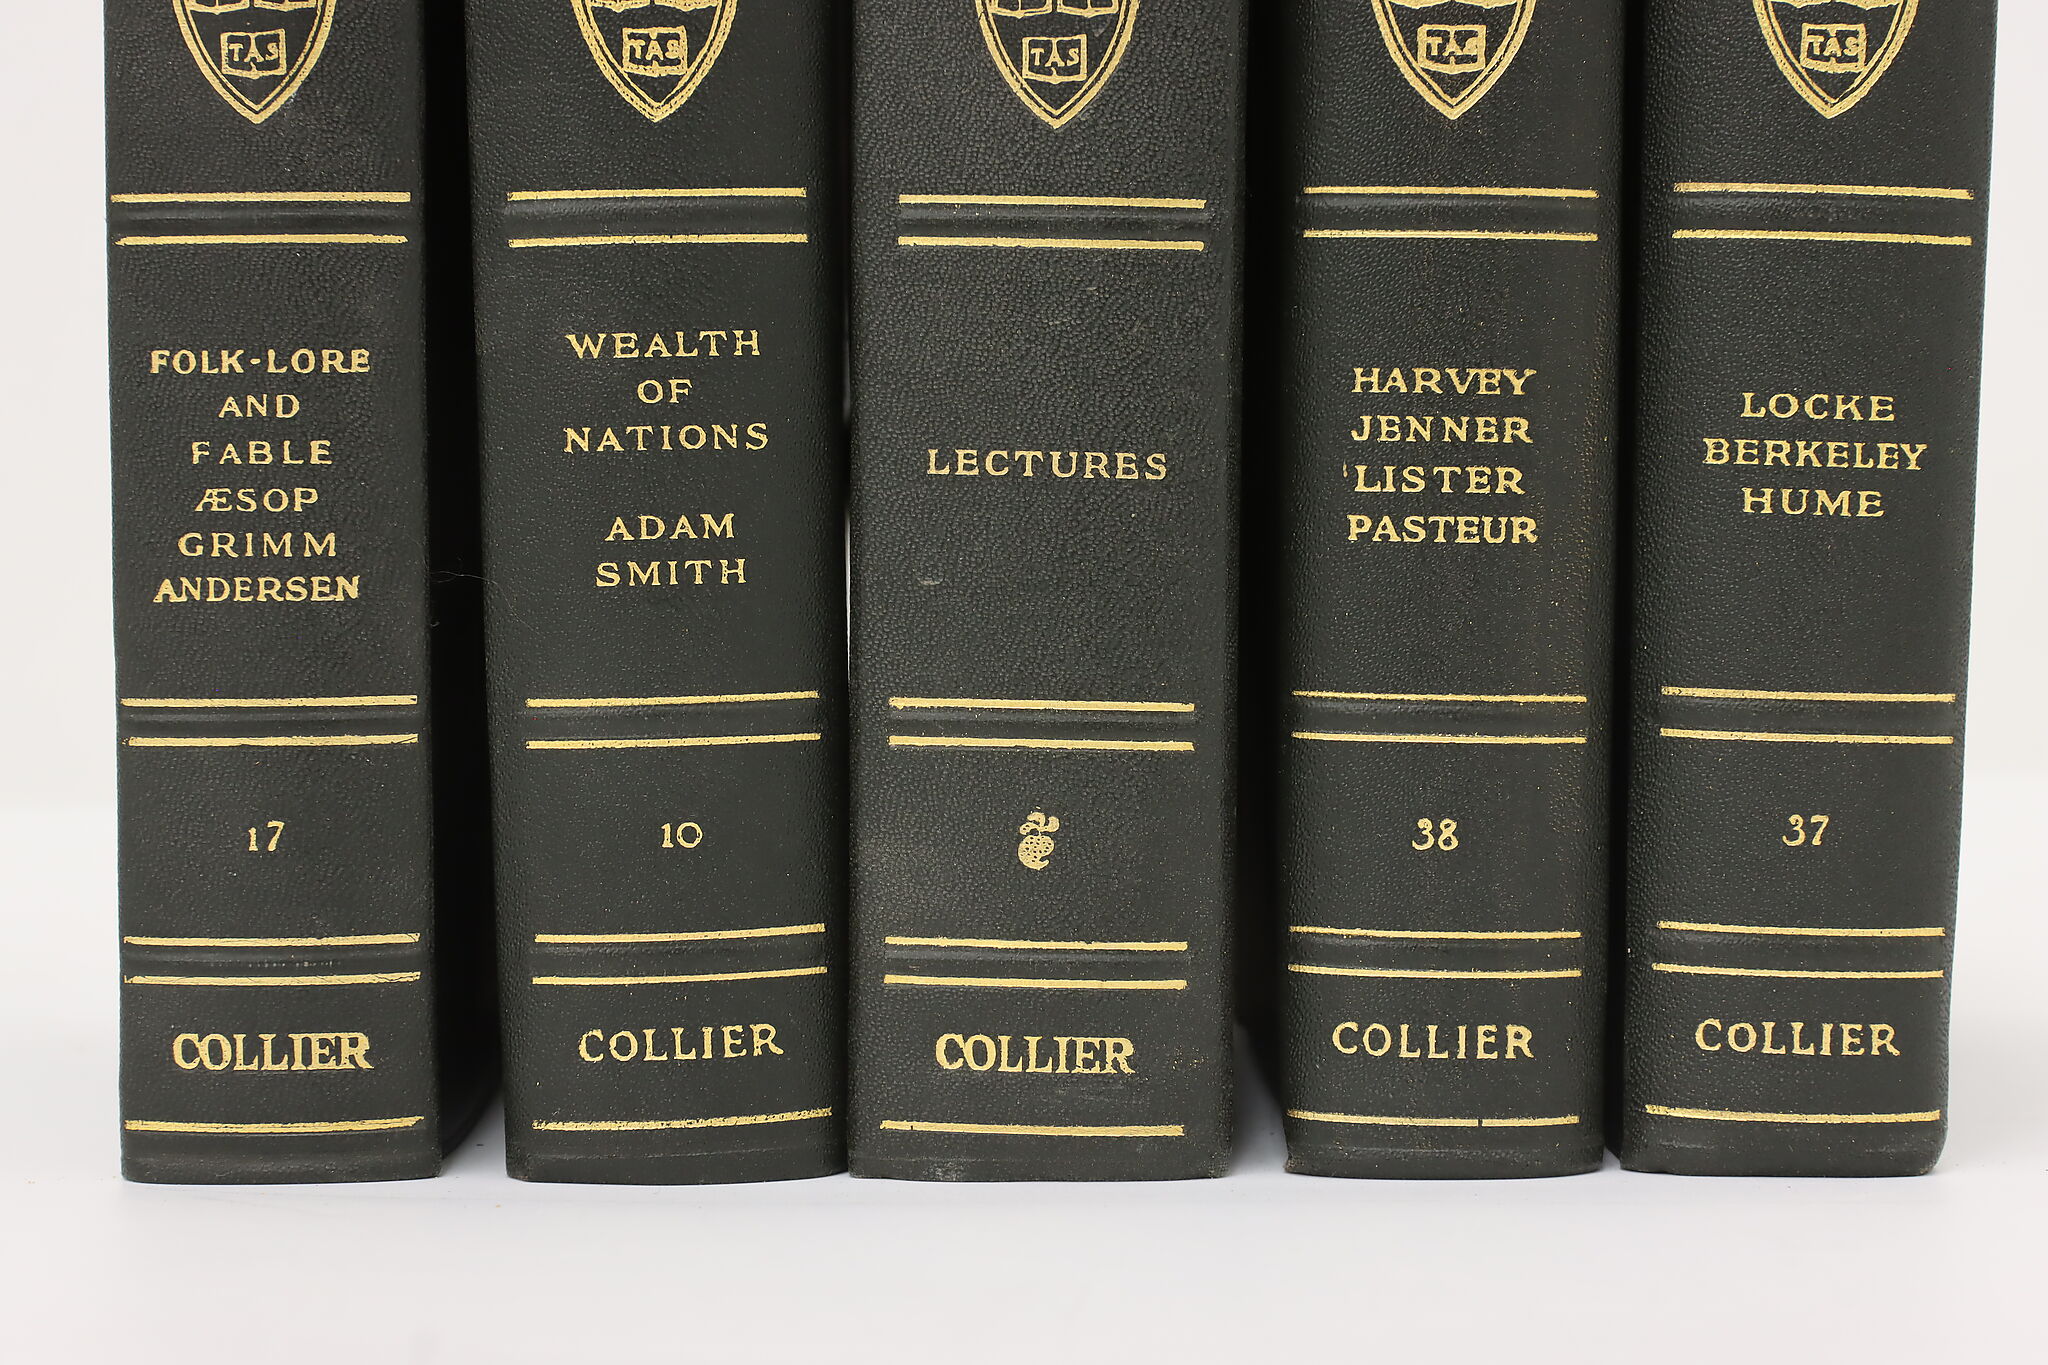 TAS
FOLK-LORE
AND
FABLE
ÆSOP
GRIMM
ANDERSEN
17
COLLIER
TAS
WEALTH
OF
NATIONS
ADAM
SMITH
10
COLLIER
TAS
LECTURES
COLLIER
TAS
HARVEY
JENNER
LISTER
PASTEUR
38
COLLIER
TAS
LOCKE
BERKELEY
HUME
37
COLLIER